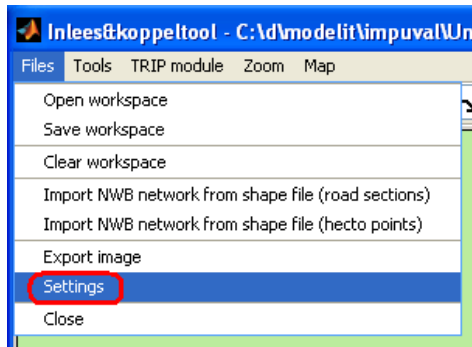 Inlees&koppeltool - C:\d\modelit\impuval\Un
Files Tools TRIP module Zoom Map
Open workspace
Save workspace
Clear workspace
Import NWB network from shape file (road sections)
Import NWB network from shape file (hecto points)
Export image
Settings
Close